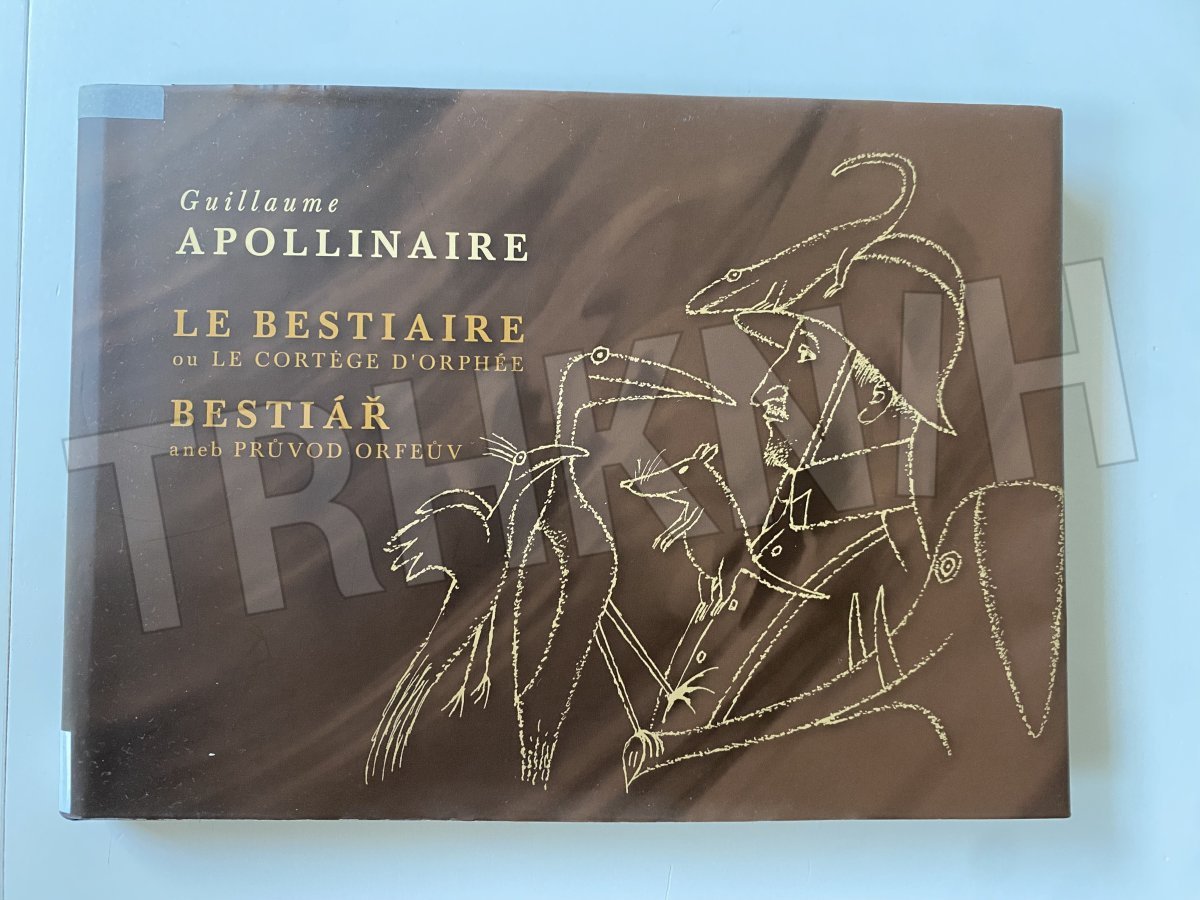 Guillaume
APOLLINAIRE
LE BESTIAIRE
ou LE CORTÈGE D'ORPHÉE
BESTIÁŘ
aneb PRŮVOD ORFEŮV
TRHKNIH